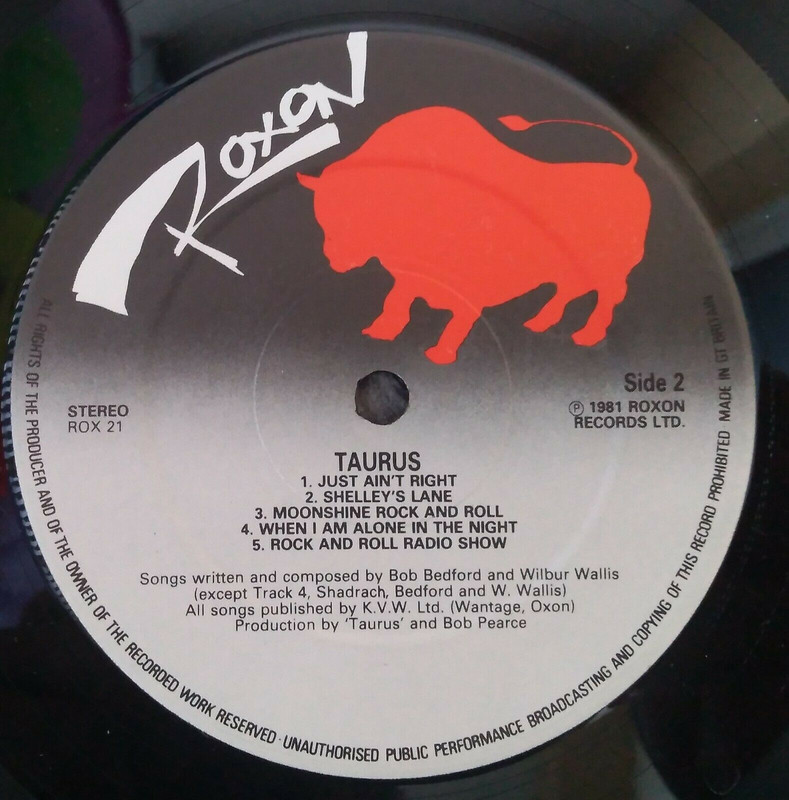 Roxon
Side 2
STEREO
ROX 21
℗ 1981 ROXON
RECORDS LTD.
TAURUS
1. JUST AIN'T RIGHT
2. SHELLEY'S LANE
3. MOONSHINE ROCK AND ROLL
4. WHEN I AM ALONE IN THE NIGHT
5. ROCK AND ROLL RADIO SHOW
Songs written and composed by Bob Bedford and Wilbur Wallis
(except Track 4, Shadrach, Bedford and W. Wallis)
All songs published by K.V.W. Ltd. (Wantage, Oxon)
Production by 'Taurus' and Bob Pearce
ALL RIGHTS OF THE PRODUCER AND OF THE OWNER OF THE RECORDED WORK RESERVED · UNAUTHORISED PUBLIC PERFORMANCE BROADCASTING AND COPYING OF THIS RECORD PROHIBITED MADE IN GT BRITAIN